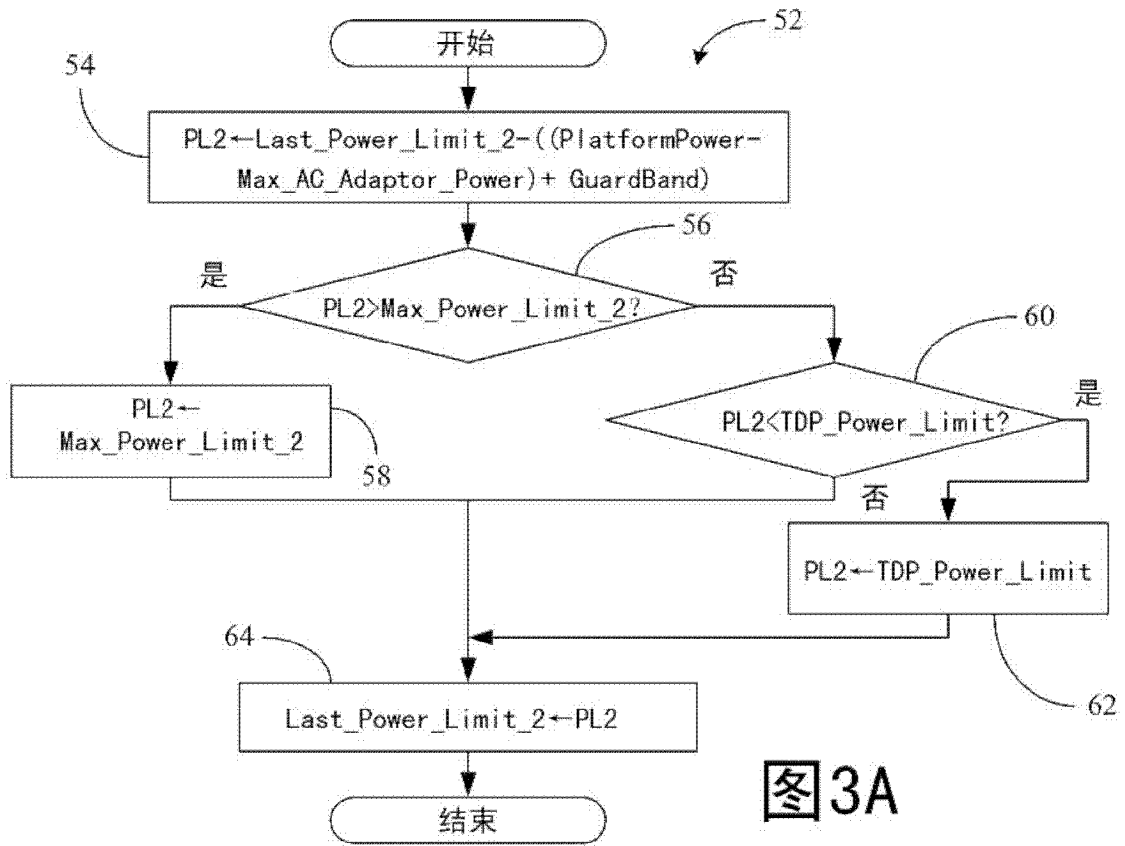 开始
52
54
PL2←Last_Power_Limit_2-((PlatformPower-
Max_AC_Adaptor_Power)+ GuardBand)
56
是
否
PL2>Max_Power_Limit_2?
60
PL2←
Max_Power_Limit_2
58
PL2<TDP_Power_Limit?
是
否
PL2←TDP_Power_Limit
62
64
Last_Power_Limit_2←PL2
结束
图3A